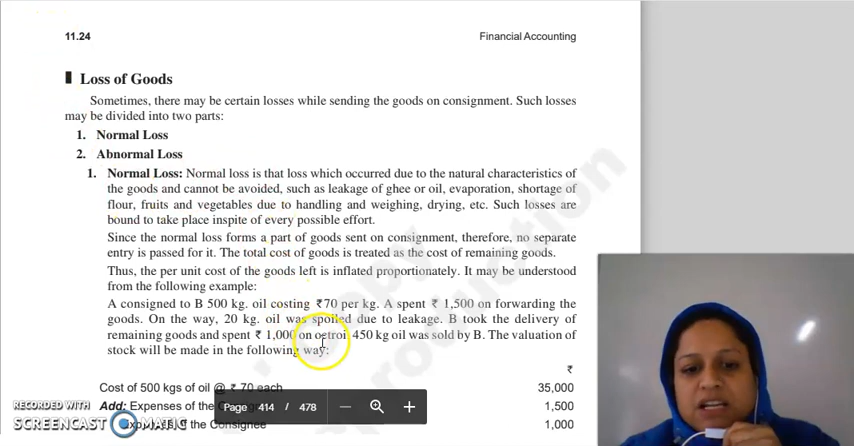 11.24
Financial Accounting
Loss of Goods
Sometimes, there may be certain losses while sending the goods on consignment. Such losses
may be divided into two parts:
1. Normal Loss
2. Abnormal Loss
1. Normal Loss: Normal loss is that loss which occurred due to the natural characteristics of
the goods and cannot be avoided, such as leakage of ghee or oil, evaporation, shortage of
flour, fruits and vegetables due to handling and weighing, drying, etc. Such losses are
bound to take place inspite of every possible effort.
Since the normal loss forms a part of goods sent on consignment, therefore, no separate
entry is passed for it. The total cost of goods is treated as the cost of remaining goods.
Thus, the per unit cost of the goods left is inflated proportionately. It may be understood
from the following example:
A consigned to B 500 kg. oil costing ₹70 per kg. A spent ₹ 1,500 on forwarding the
goods. On the way, 20 kg. oil was spoiled due to leakage. B took the delivery of
remaining goods and spent ₹ 1,000 on octroi 450 kg oil was sold by B. The valuation of
stock will be made in the following way:
₹
Cost of 500 kgs of oil @ ₹ 70 each 35,000
Add: Expenses of the 1,500
of the Consignee 1,000
Page 414 / 478
RECORDED WITH
SCREENCAST MATIC